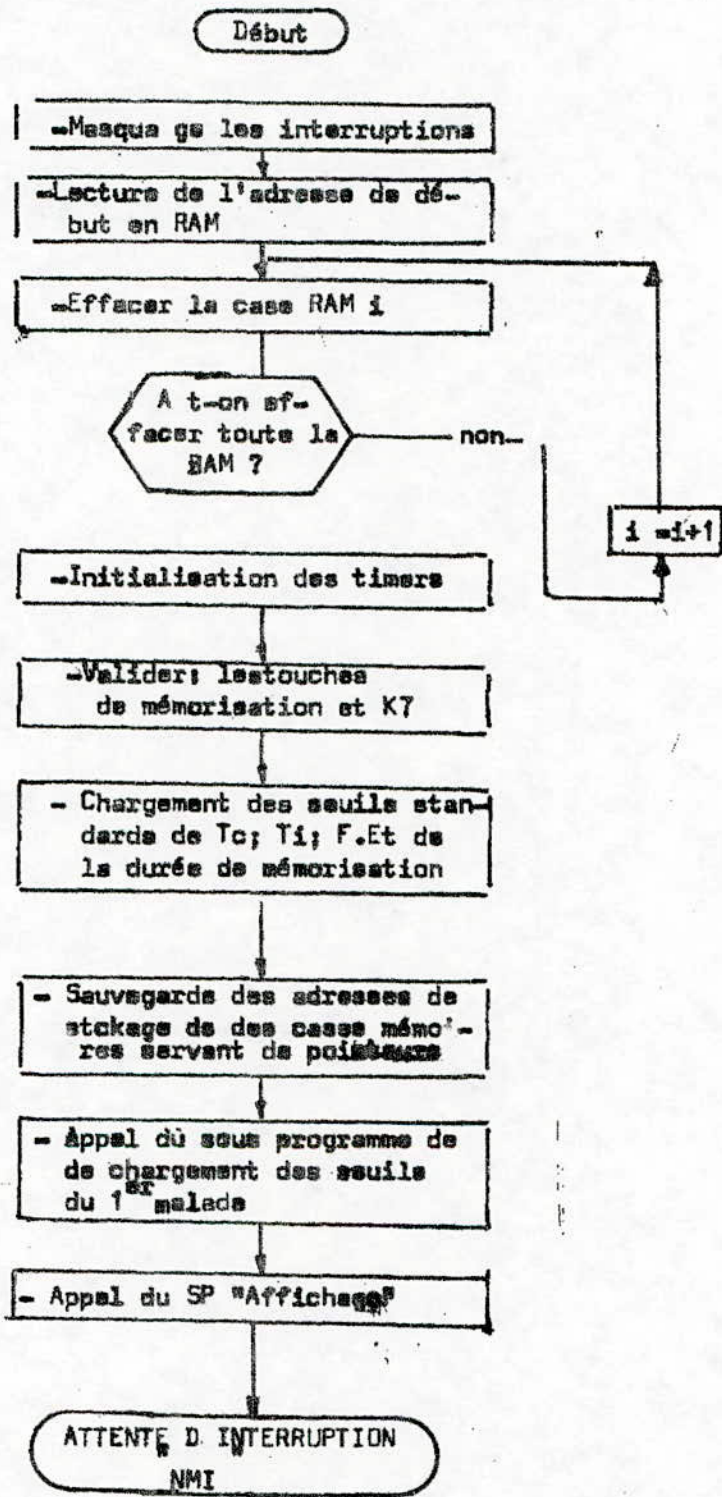 Début
-Masqua ge les interruptions
-Lecture de l'adresse de dé-
but en RAM
-Effacer la case RAM i
A t-on ef-
facer toute la
RAM ?
non-
i =i+1
-Initialisation des timers
-Valider; lestouches
de mémorisation et K7
- Chargement des seuils stan-
dards de Tc; Ti; F.Et de
la durée de mémorisation
- Sauvegarde des adresses de
stokage de des casse mémo'-
res servant de pointeurs
- Appel dù sous programme de
de chargement des seuils
du 1er malade
- Appel du SP "Affichage"
ATTENTE D INTERRUPTION
NMI